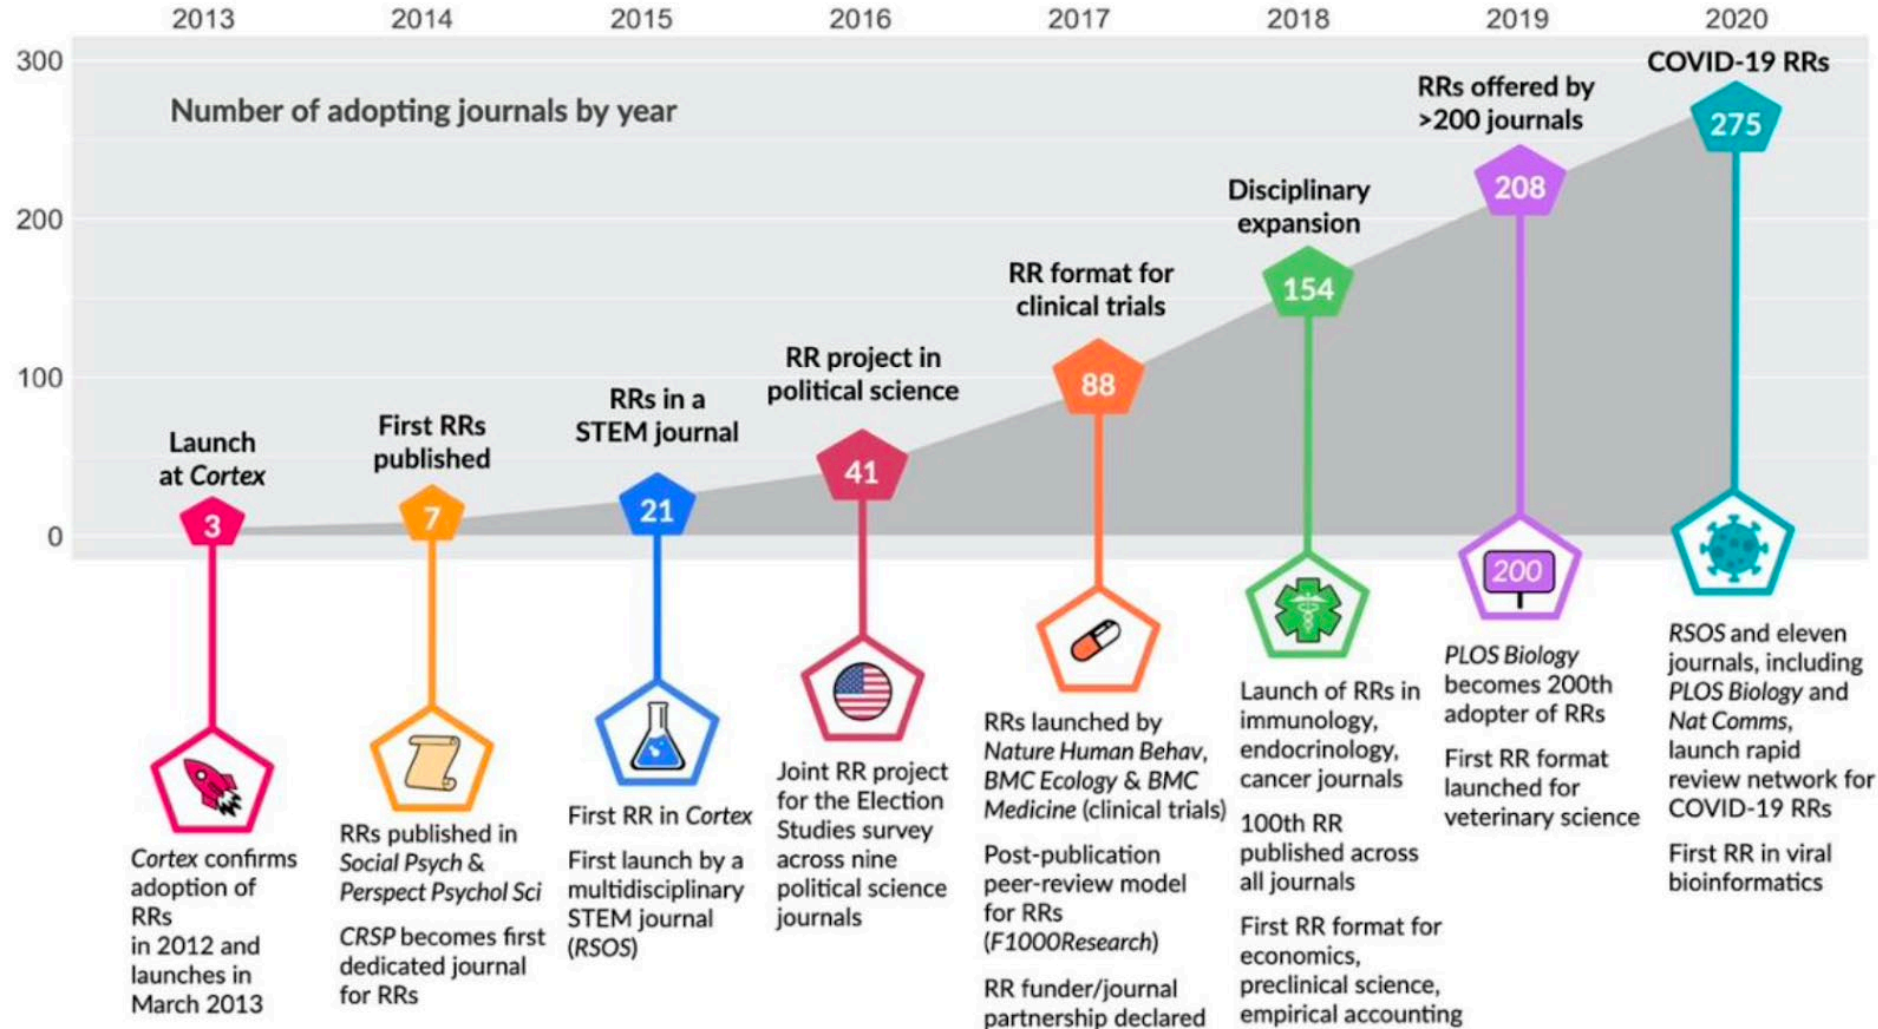 2013
2014
2015
2016
2017
2018
2019
2020
300
200
100
0
Number of adopting journals by year
Launch
at Cortex
3
Cortex confirms
adoption of
RRs
in 2012 and
launches in
March 2013
First RRs
published
7
RRs published in
Social Psych &
Perspect Psychol Sci
CRSP becomes first
dedicated journal
for RRs
RRs in a
STEM journal
21
First RR in Cortex
First launch by a
multidisciplinary
STEM journal
(RSOS)
RR project in
political science
41
Joint RR project
for the Election
Studies survey
across nine
political science
journals
RR format for
clinical trials
88
RRs launched by
Nature Human Behav,
BMC Ecology & BMC
Medicine (clinical trials)
Post-publication
peer-review model
for RRs
(F1000Research)
RR funder/journal
partnership declared
Disciplinary
expansion
154
Launch of RRs in
immunology,
endocrinology,
cancer journals
100th RR
published across
all journals
First RR format for
economics,
preclinical science,
empirical accounting
RRs offered by
>200 journals
208
200
PLOS Biology
becomes 200th
adopter of RRs
First RR format
launched for
veterinary science
COVID-19 RRs
275
RSOS and eleven
journals, including
PLOS Biology and
Nat Comms,
launch rapid
review network for
COVID-19 RRs
First RR in viral
bioinformatics